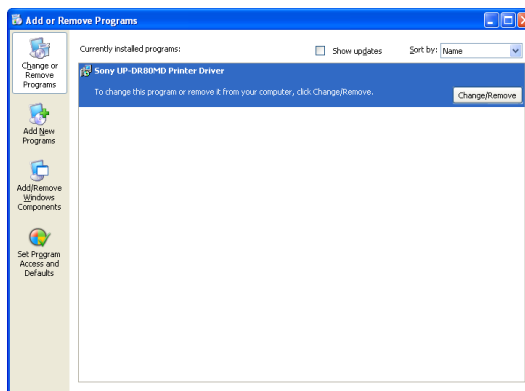 Add or Remove Programs
Change or
Remove
Programs
Currently installed programs:
Show updates
Sort by:
Name
Sony UP-DR80MD Printer Driver
To change this program or remove it from your computer, click Change/Remove.
Change/Remove
Add New
Programs
Add/Remove
Windows
Components
Set Program
Access and
Defaults